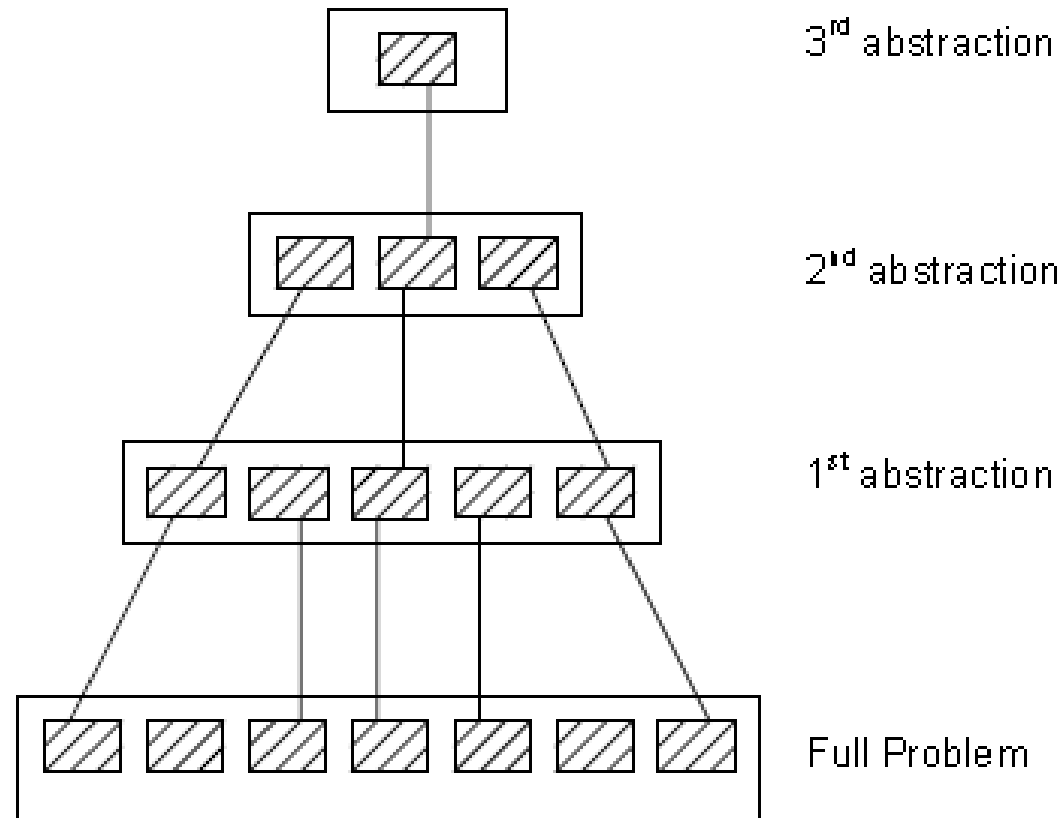 3rd abstraction
2nd abstraction
1st abstraction
Full Problem